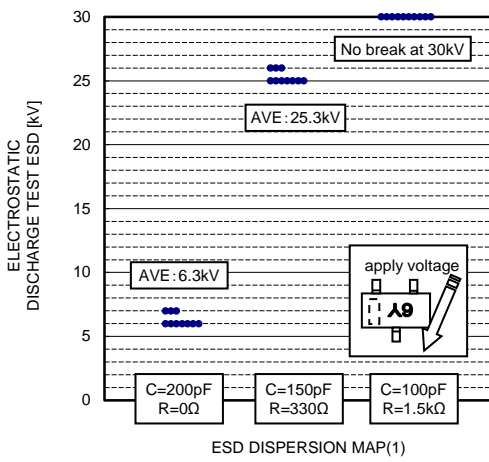 ELECTROSTATIC
DISCHARGE TEST ESD [kV]
30
25
20
15
10
5
0
No break at 30kV
AVE：25.3kV
AVE：6.3kV
apply voltage
6Y
C=200pF
R=0Ω
C=150pF
R=330Ω
C=100pF
R=1.5kΩ
ESD DISPERSION MAP(1)